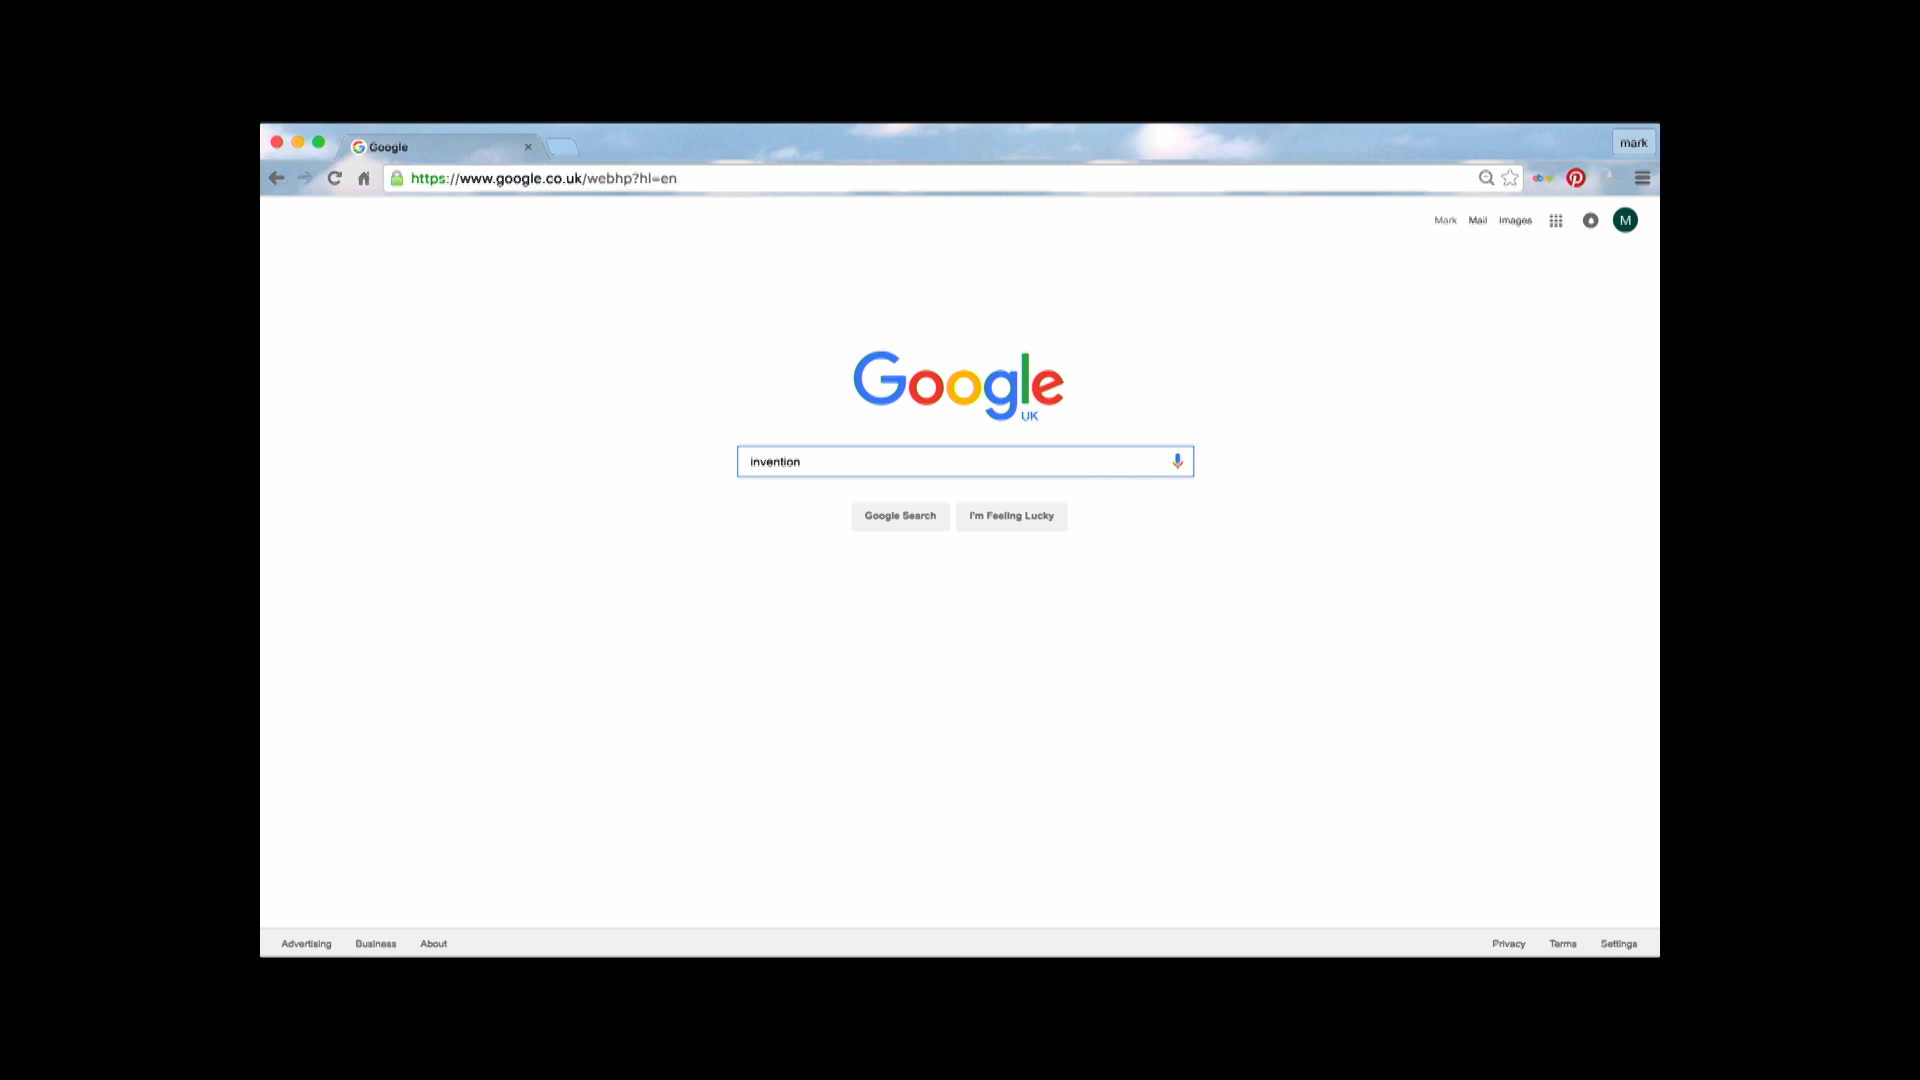 Google
mark
https://www.google.co.uk/webhp?hl=en
Mark Mail Images M
Google
UK
invention
Google Search I'm Feeling Lucky
Advertising Business About Privacy Terms Settings